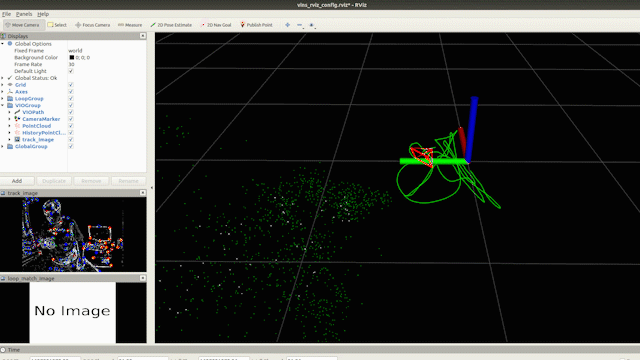 vins_rviz_config.rviz* - RViz
File Panels Help
Move Camera Select Focus Camera Measure 2D Pose Estimate 2D Nav Goal Publish Point
Displays
Global Options
Fixed Frame world
Background Color 0; 0; 0
Frame Rate 30
Default Light
Global Status: Ok
Grid
Axes
LoopGroup
VIOGroup
VIOPath
CameraMarker
PointCloud
HistoryPointCl...
track_image
GlobalGroup
Add Duplicate Remove Rename
track_image
loop_match_image
No Image
Time